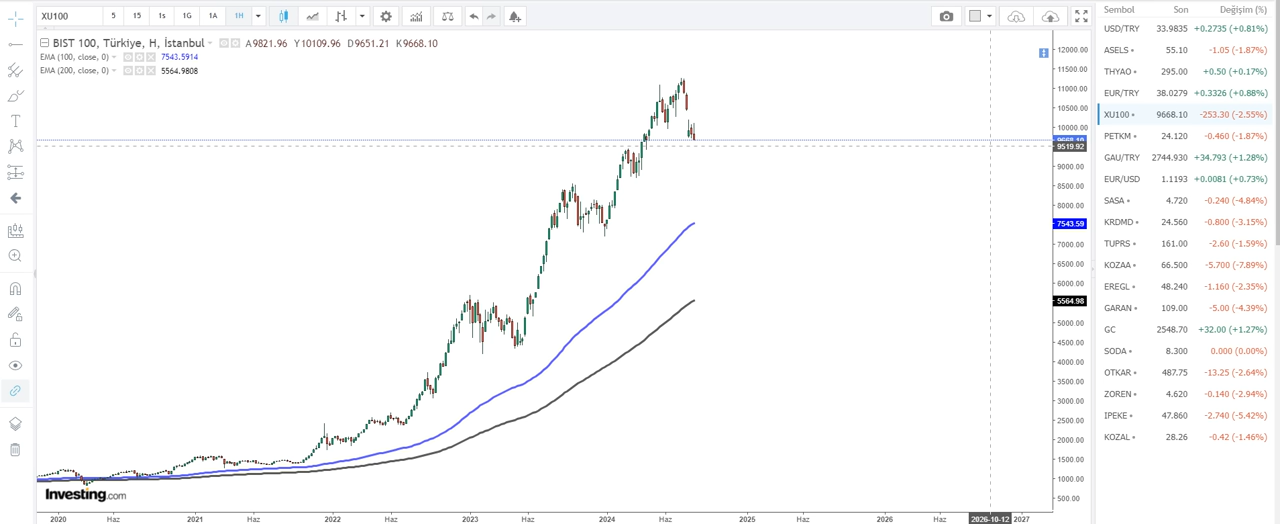 XU100 5 15 1s 1G 1A 1H
BIST 100, Türkiye, H, İstanbul A9821.96 Y10109.96 D9651.21 K9668.10
EMA (100, close, 0) 7543.5914
EMA (200, close, 0) 5564.9808
12000.00
11500.00
11000.00
10500.00
10000.00
9668.10
9519.92
9000.00
8500.00
8000.00
7543.59
7000.00
6500.00
6000.00
5564.98
5000.00
4500.00
4000.00
3500.00
3000.00
2500.00
2000.00
1500.00
1000.00
500.00
Investing.com
2020 Haz 2021 Haz 2022 Haz 2023 Haz 2024 Haz 2025 Haz 2026 Haz 2026-10-12 2027
Sembol Son Değişim (%)
USD/TRY 33.9835 +0.2735 (+0.81%)
ASELS 55.10 -1.05 (-1.87%)
THYAO 295.00 +0.50 (+0.17%)
EUR/TRY 38.0279 +0.3326 (+0.88%)
XU100 9668.10 -253.30 (-2.55%)
PETKM 24.120 -0.460 (-1.87%)
GAU/TRY 2744.930 +34.793 (+1.28%)
EUR/USD 1.1193 +0.0081 (+0.73%)
SASA 4.720 -0.240 (-4.84%)
KRDMD 24.560 -0.800 (-3.15%)
TUPRS 161.00 -2.60 (-1.59%)
KOZAA 66.500 -5.700 (-7.89%)
EREGL 48.240 -1.160 (-2.35%)
GARAN 109.00 -5.00 (-4.39%)
GC 2548.70 +32.00 (+1.27%)
SODA 8.300 0.000 (0.00%)
OTKAR 487.75 -13.25 (-2.64%)
ZOREN 4.620 -0.140 (-2.94%)
IPEKE 47.860 -2.740 (-5.42%)
KOZAL 28.26 -0.42 (-1.46%)